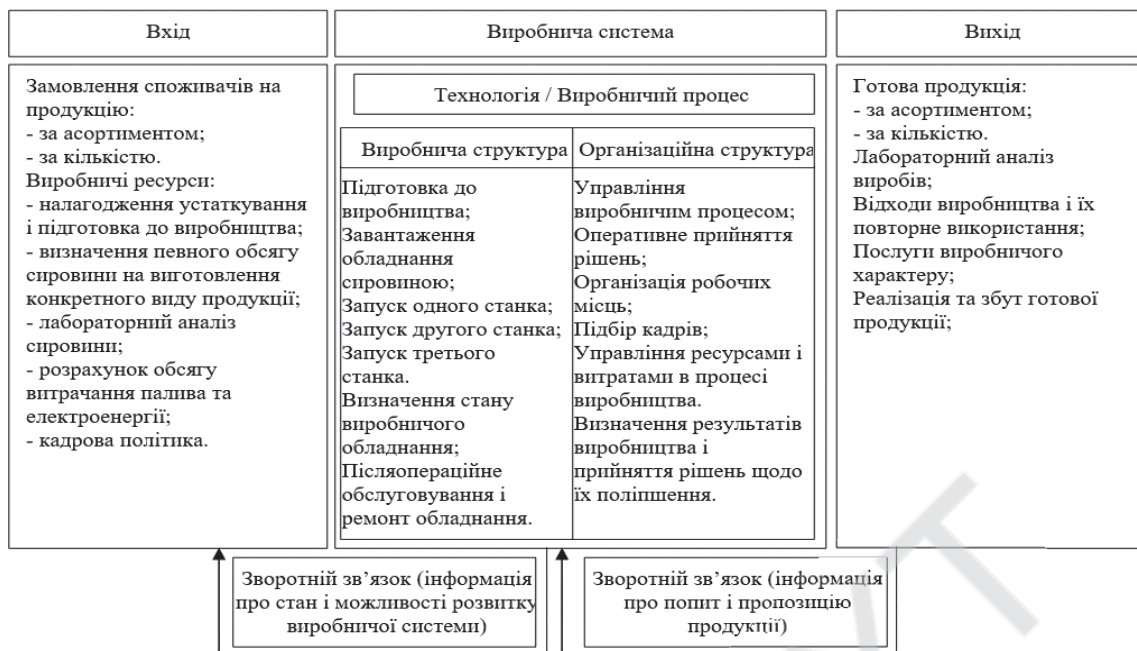 Вхід
Виробнича система
Вихід
Замовлення споживачів на
продукцію:
- за асортиментом;
- за кількістю.
Виробничі ресурси:
- налагодження устаткування
і підготовка до виробництва;
- визначення певного обсягу
сировини на виготовлення
конкретного виду продукції;
- лабораторний аналіз
сировини;
- розрахунок обсягу
витрачання палива та
електроенергії;
- кадрова політика.
Технологія / Виробничий процес
Виробнича структура
Підготовка до
виробництва;
Завантаження
обладнання
сировиною;
Запуск одного станка;
Запуск другого станка;
Запуск третього
станка.
Визначення стану
виробничого
обладнання;
Післяопераційне
обслуговування і
ремонт обладнання.
Організаційна структура
Управління
виробничим процесом;
Оперативне прийняття
рішень;
Організація робочих
місць;
Підбір кадрів;
Управління ресурсами і
витратами в процесі
виробництва.
Визначення результатів
виробництва і
прийняття рішень щодо
їх поліпшення.
Готова продукція:
- за асортиментом;
- за кількістю.
Лабораторний аналіз
виробів;
Відходи виробництва і їх
повторне використання;
Послуги виробничого
характеру;
Реалізація та збут готової
продукції;
Зворотній зв’язок (інформація
про стан і можливості розвитку
виробничої системи)
Зворотній зв’язок (інформація
про попит і пропозицію
продукції)